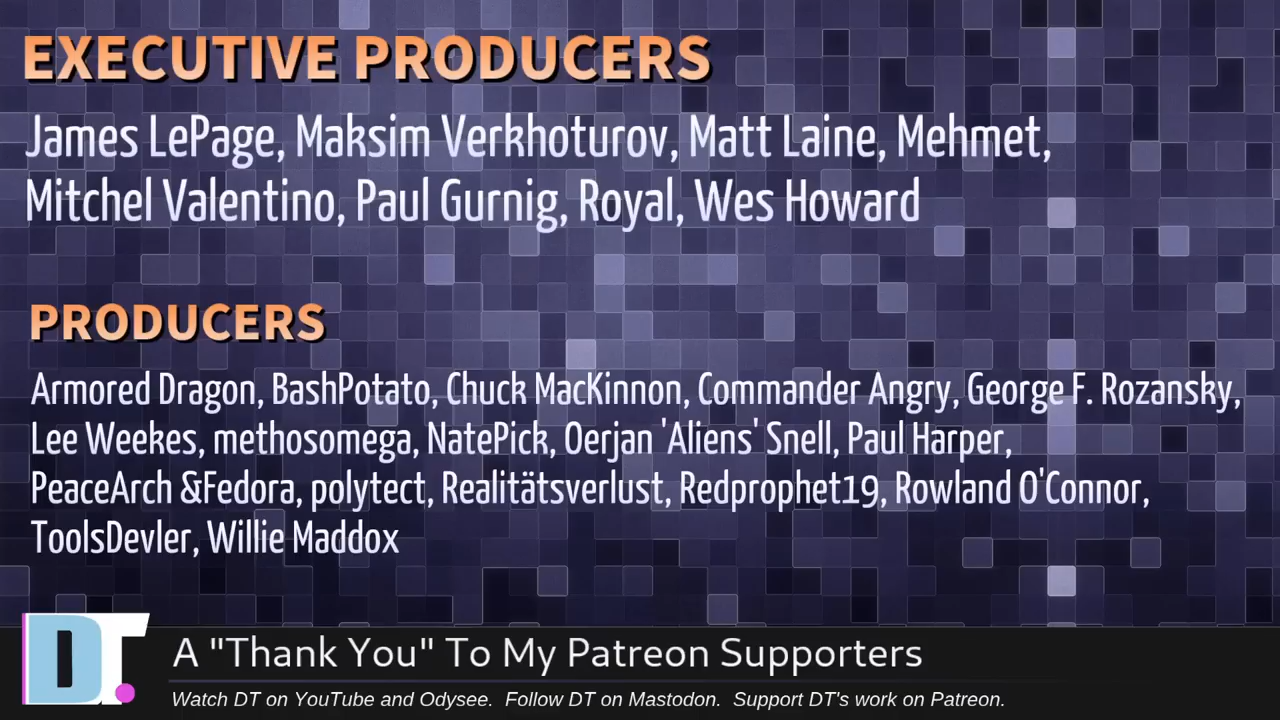 EXECUTIVE PRODUCERS
James LePage, Maksim Verkhoturov, Matt Laine, Mehmet,
Mitchel Valentino, Paul Gurnig, Royal, Wes Howard
PRODUCERS
Armored Dragon, BashPotato, Chuck MacKinnon, Commander Angry, George F. Rozansky,
Lee Weekes, methosomega, NatePick, Oerjan 'Aliens' Snell, Paul Harper,
PeaceArch &Fedora, polytect, Realitätsverlust, Redprophet19, Rowland O'Connor,
ToolsDevler, Willie Maddox
DT.
A "Thank You" To My Patreon Supporters
Watch DT on YouTube and Odysee. Follow DT on Mastodon. Support DT's work on Patreon.